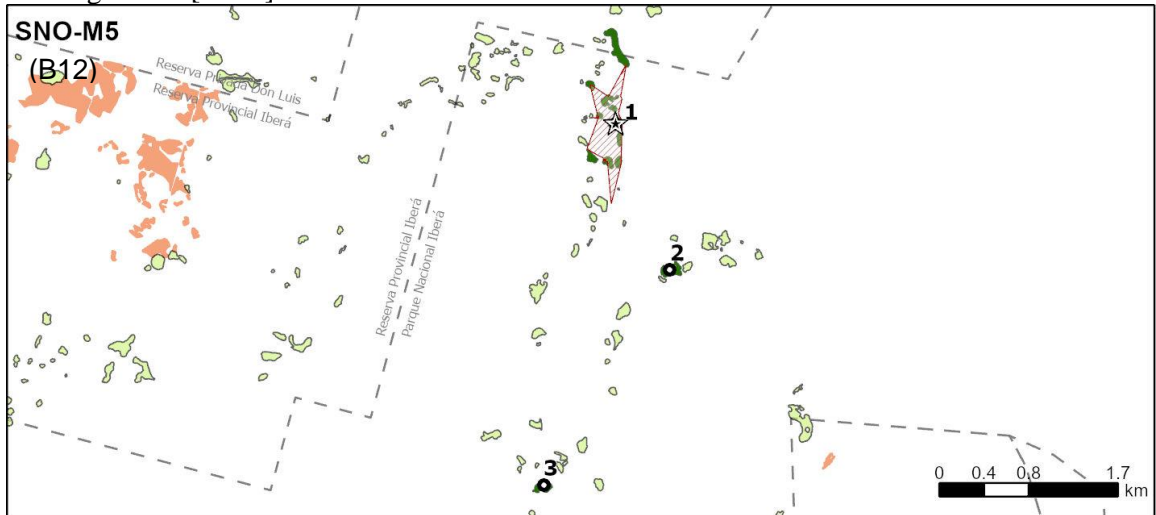 SNO-M5
(B12)
Reserva Privada Don Luis
Reserva Provincial Iberá
1
Reserva Provincial Iberá
Parque Nacional Iberá
2
3
0 0.4 0.8 1.7
km